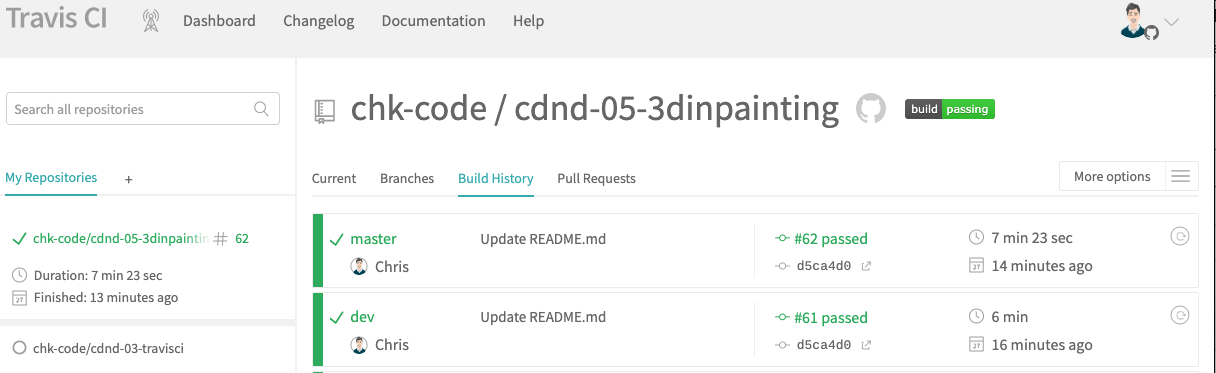 Travis CI
Dashboard Changelog Documentation Help
Search all repositories
chk-code / cdnd-05-3dinpainting
build passing
My Repositories +
Current Branches Build History Pull Requests
More options
chk-code/cdnd-05-3dinpaintin # 62
Duration: 7 min 23 sec
Finished: 13 minutes ago
chk-code/cdnd-03-travisci
master Update README.md #62 passed 7 min 23 sec
Chris d5ca4d0 14 minutes ago
dev Update README.md #61 passed 6 min
Chris d5ca4d0 16 minutes ago